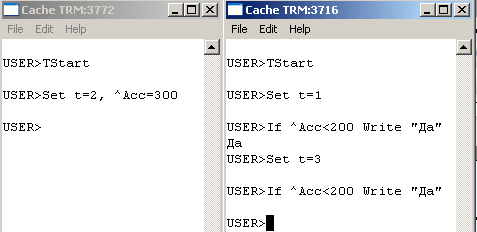 Cache TRM:3772
File Edit Help
USER>TStart
USER>Set t=2, ^Acc=300
USER>
Cache TRM:3716
File Edit Help
USER>TStart
USER>Set t=1
USER>If ^Acc<200 Write "Да"
Да
USER>Set t=3
USER>If ^Acc<200 Write "Да"
USER>